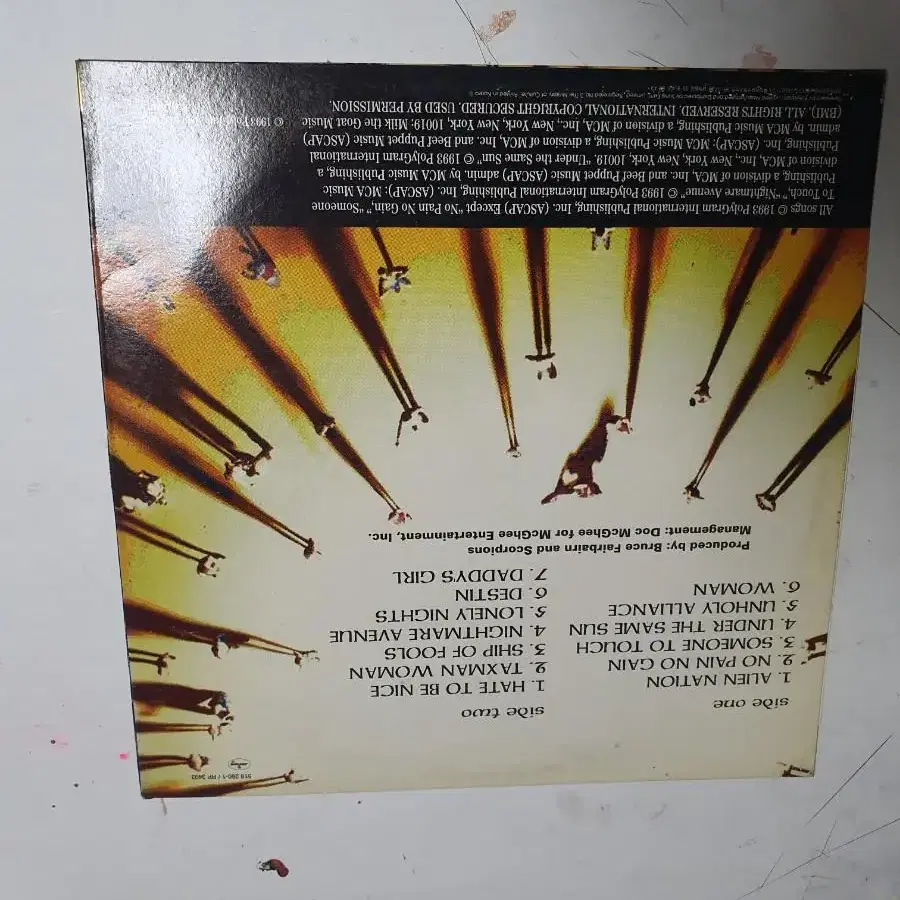 side one
1. ALIEN NATION
2. NO PAIN NO GAIN
3. SOMEONE TO TOUCH
4. UNDER THE SAME SUN
5. UNHOLY ALLIANCE
6. WOMAN
side two
1. HATE TO BE NICE
2. TAXMAN WOMAN
3. SHIP OF FOOLS
4. NIGHTMARE AVENUE
5. LONELY NIGHTS
6. DESTIN
7. DADDYS GIRL
Produced by: Bruce Fairbairn and Scorpions
Management: Doc McGhee for McGhee Entertainment, Inc.
All songs © 1993 PolyGram International Publishing, Inc. (ASCAP) Except "No Pain No Gain," "Someone
To Touch," "Nightmare Avenue" © 1993 PolyGram International Publishing, Inc. (ASCAP): MCA Music
Publishing, a division of MCA, Inc. and Beef Puppet Music (ASCAP) admin. by MCA Music Publishing, a
division of MCA, Inc., New York, 10019. "Under the Same Sun" © 1993 PolyGram International
Publishing, Inc. (ASCAP): MCA Music Publishing, a division of MCA, Inc. and Beef Puppet Music (ASCAP)
admin. by MCA Music Publishing, a division of MCA, Inc., New York, New York, 10019: Milk the Goat Music
(BMI). ALL RIGHTS RESERVED. INTERNATIONAL COPYRIGHT SECURED. USED BY PERMISSION.
© 1993